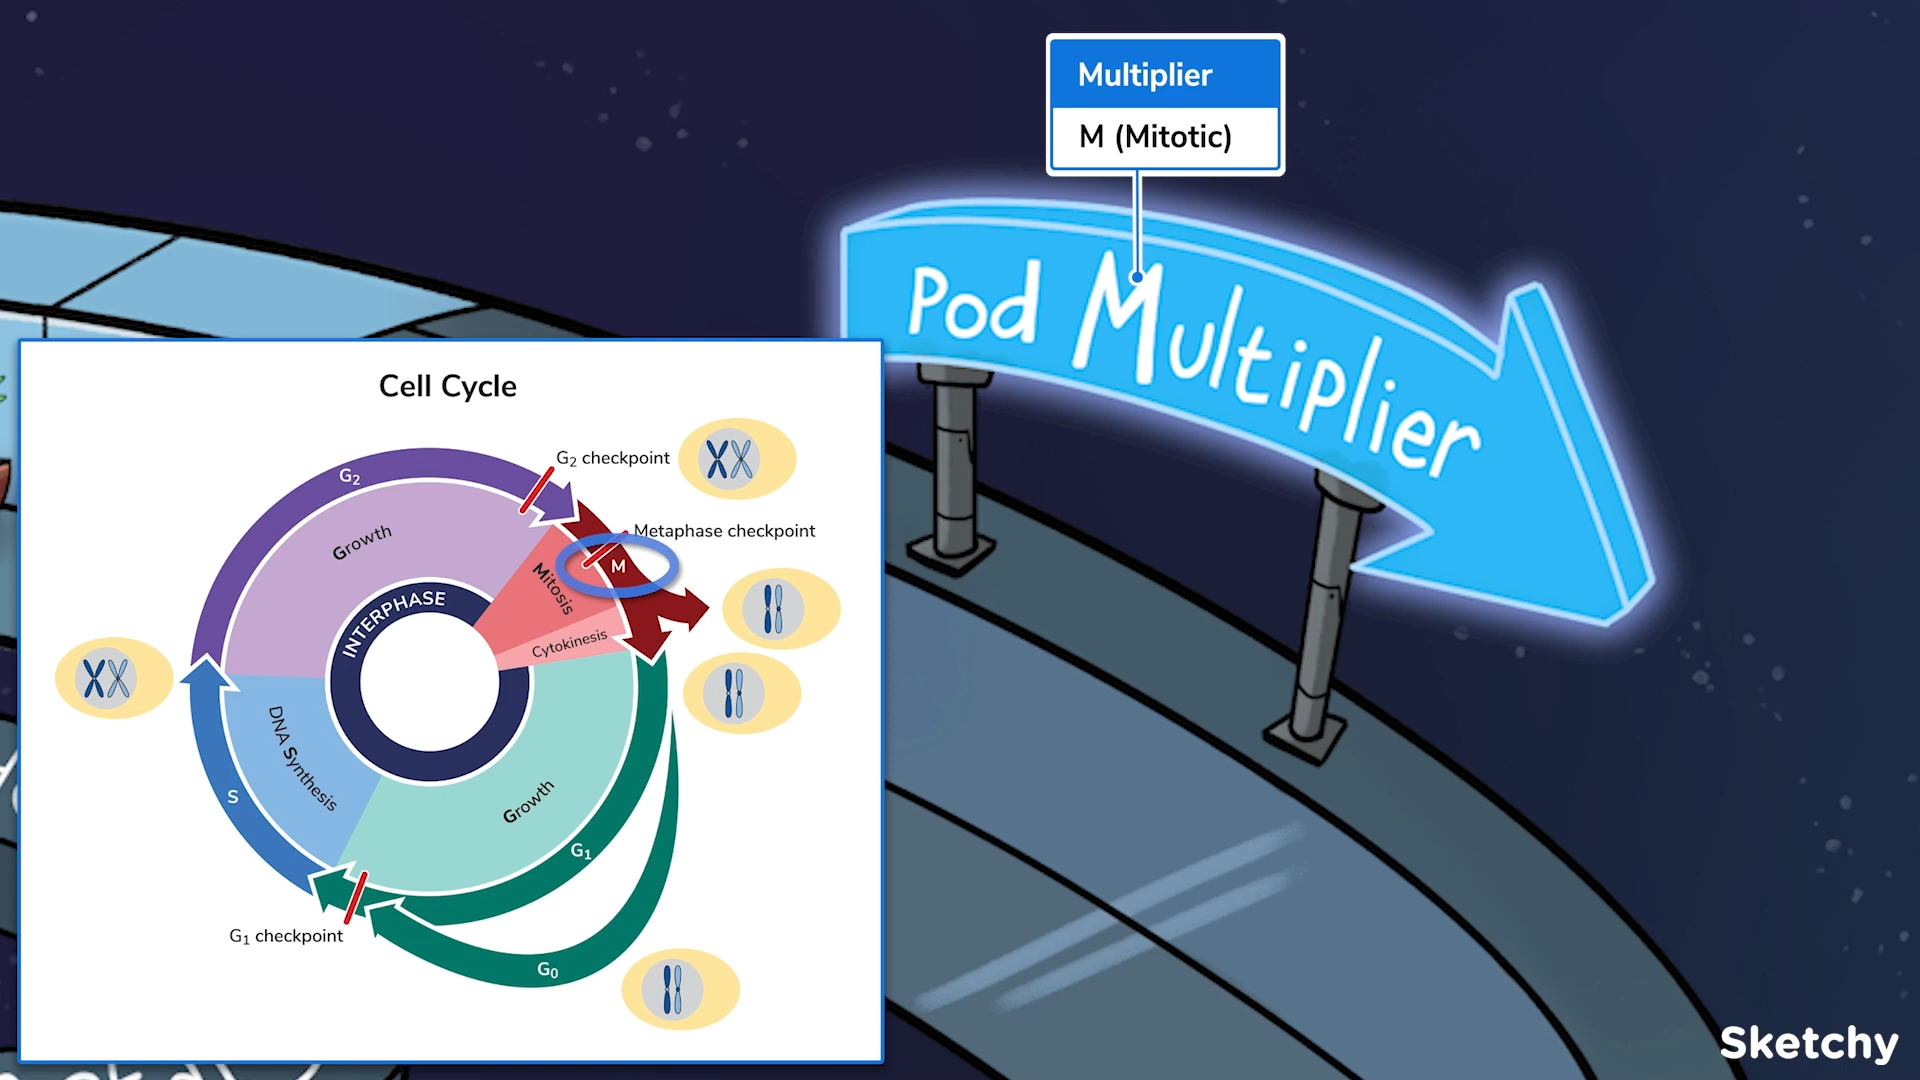 Multiplier
M (Mitotic)
Pod Multiplier
Cell Cycle
G₂ checkpoint
G₂
Metaphase checkpoint
Growth
M
Mitosis
INTERPHASE
Cytokinesis
DNA Synthesis
S
Growth
G₁
G₁ checkpoint
G₀
Sketchy